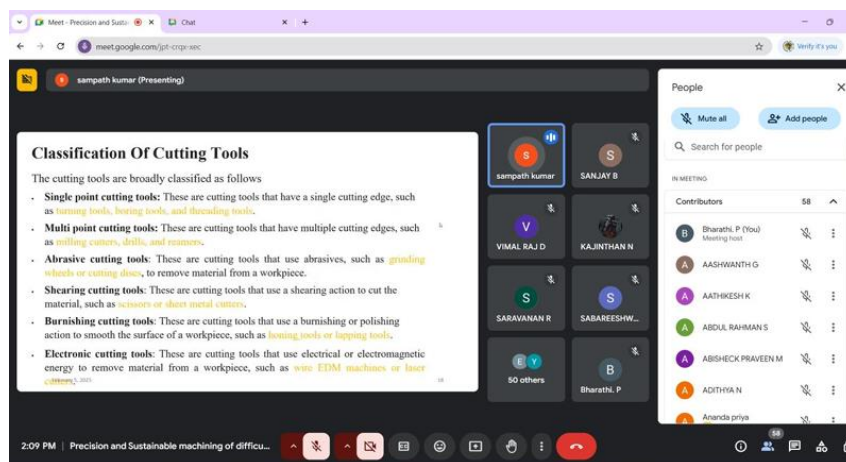 Meet - Precision and Susta
Chat
meet.google.com/jpt-crqx-xec
Verify it's you
sampath kumar (Presenting)
Classification Of Cutting Tools
The cutting tools are broadly classified as follows
• Single point cutting tools: These are cutting tools that have a single cutting edge, such
as turning tools, boring tools, and threading tools.
• Multi point cutting tools: These are cutting tools that have multiple cutting edges, such
as milling cutters, drills, and reamers.
• Abrasive cutting tools: These are cutting tools that use abrasives, such as grinding
wheels or cutting discs, to remove material from a workpiece.
• Shearing cutting tools: These are cutting tools that use a shearing action to cut the
material, such as scissors or sheet metal cutters.
• Burnishing cutting tools: These are cutting tools that use a burnishing or polishing
action to smooth the surface of a workpiece, such as honing tools or lapping tools.
• Electronic cutting tools: These are cutting tools that use electrical or electromagnetic
energy to remove material from a workpiece, such as wire EDM machines or laser
February 5, 2025
S
sampath kumar
S
SANJAY B
V
VIMAL RAJ D
KAJINTHAN N
S
SARAVANAN R
S
SABAREESHW...
E Y
50 others
B
Bharathi. P
People
Mute all
Add people
Search for people
IN MEETING
Contributors 58
B Bharathi. P (You)
Meeting host
A AASHWANTH G
A AATHIKESH K
A ABDUL RAHMAN S
A ABISHECK PRAVEEN M
A ADITHYA N
A Ananda priya
2:09 PM | Precision and Sustainable machining of difficu...
58